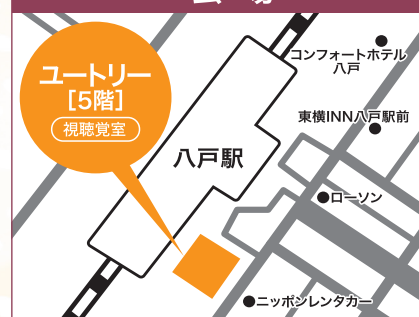 ユートリー
[5階]
視聴覚室
コンフォートホテル
八戸
東横INN八戸駅前
八戸駅
●ローソン
●ニッポンレンタカー